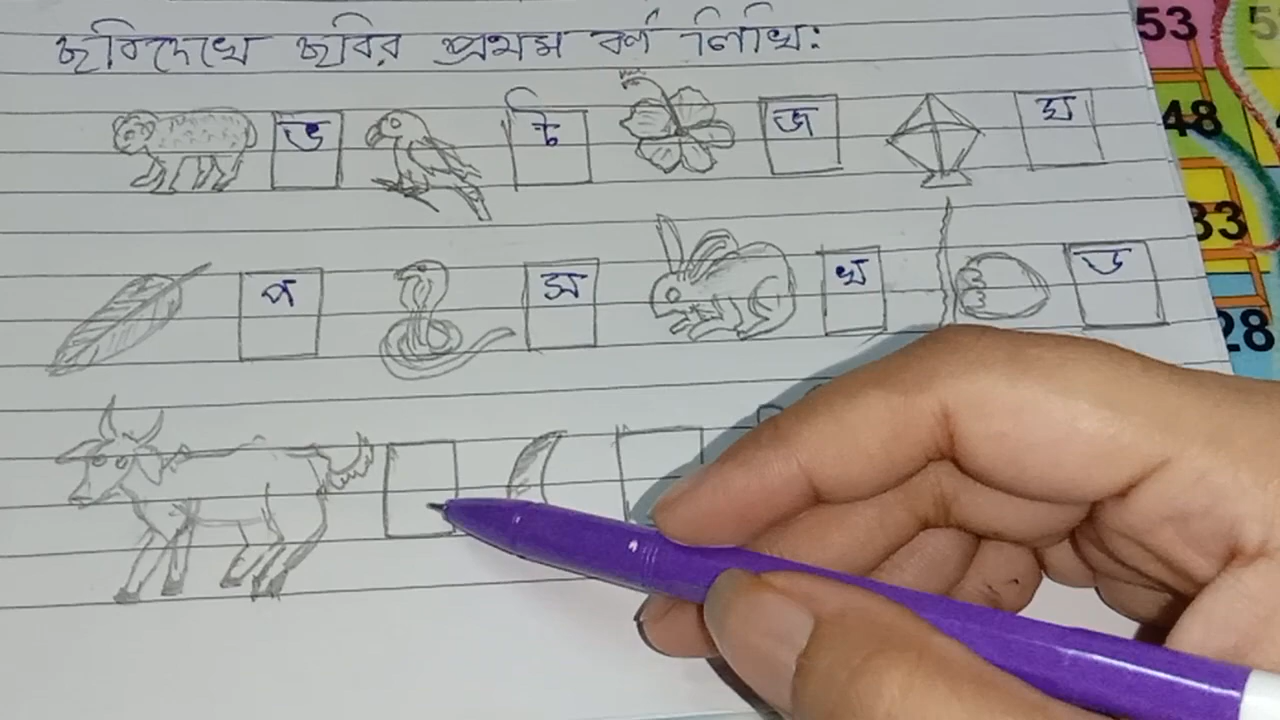 ছবিদেখে ছবির প্রথম বর্ণ লিখি:
ভ টি জ ঘ
প স খ ড
53
48
33
28